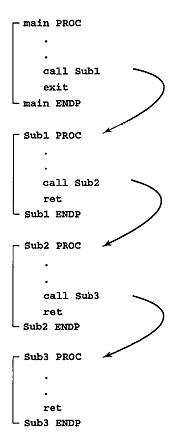 main PROC
.
.
call Sub1
exit
main ENDP
Sub1 PROC
.
.
call Sub2
ret
Sub1 ENDP
Sub2 PROC
.
.
call Sub3
ret
Sub2 ENDP
Sub3 PROC
.
.
ret
Sub3 ENDP